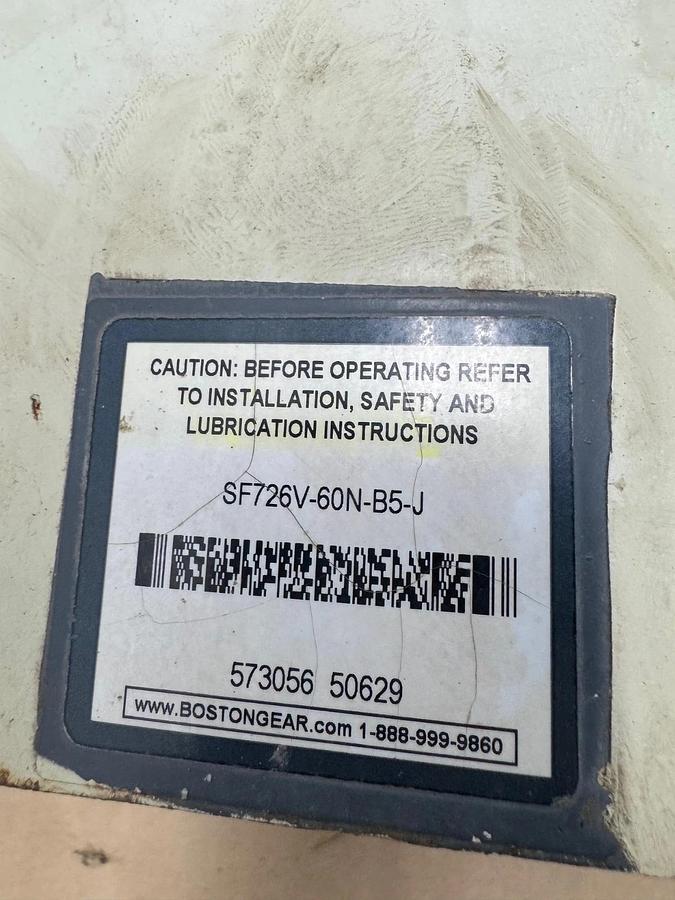 CAUTION: BEFORE OPERATING REFER
TO INSTALLATION, SAFETY AND
LUBRICATION INSTRUCTIONS
SF726V-60N-B5-J
573056 50629
www.BOSTONGEAR.com 1-888-999-9860